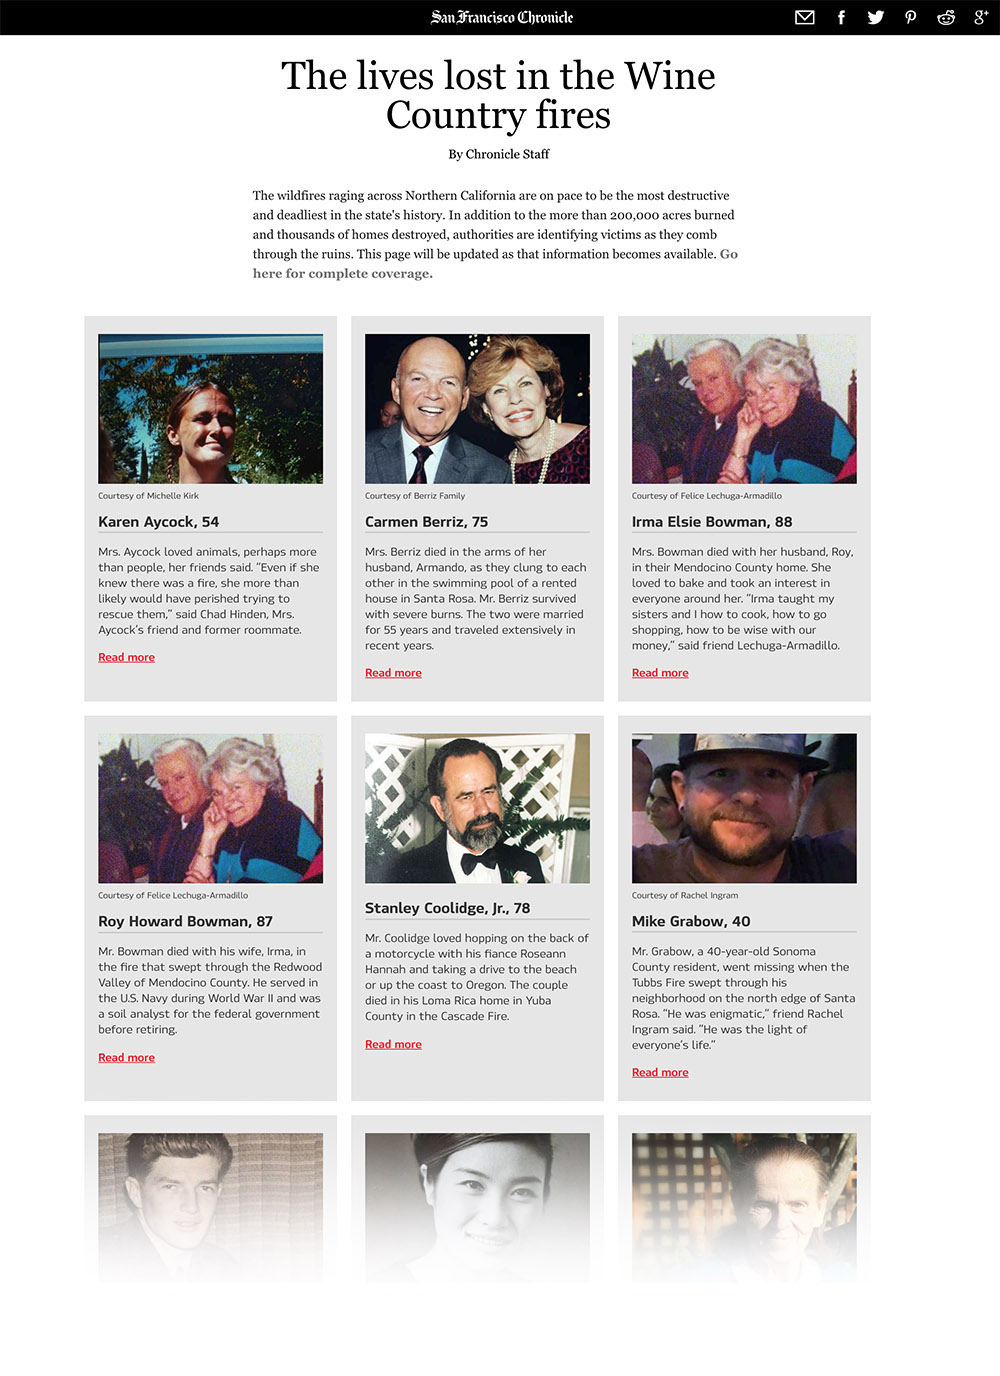 San Francisco Chronicle
The lives lost in the Wine
Country fires
By Chronicle Staff
The wildfires raging across Northern California are on pace to be the most destructive
and deadliest in the state's history. In addition to the more than 200,000 acres burned
and thousands of homes destroyed, authorities are identifying victims as they comb
through the ruins. This page will be updated as that information becomes available. Go
here for complete coverage.
Courtesy of Michelle Kirk
Karen Aycock, 54
Mrs. Aycock loved animals, perhaps more
than people, her friends said. “Even if she
knew there was a fire, she more than
likely would have perished trying to
rescue them,” said Chad Hinden, Mrs.
Aycock’s friend and former roommate.
Read more
Courtesy of Berriz Family
Carmen Berriz, 75
Mrs. Berriz died in the arms of her
husband, Armando, as they clung to each
other in the swimming pool of a rented
house in Santa Rosa. Mr. Berriz survived
with severe burns. The two were married
for 55 years and traveled extensively in
recent years.
Read more
Courtesy of Felice Lechuga-Armadillo
Irma Elsie Bowman, 88
Mrs. Bowman died with her husband, Roy,
in their Mendocino County home. She
loved to bake and took an interest in
everyone around her. “Irma taught my
sisters and I how to cook, how to go
shopping, how to be wise with our
money,” said friend Lechuga-Armadillo.
Read more
Courtesy of Felice Lechuga-Armadillo
Roy Howard Bowman, 87
Mr. Bowman died with his wife, Irma, in
the fire that swept through the Redwood
Valley of Mendocino County. He served in
the U.S. Navy during World War II and was
a soil analyst for the federal government
before retiring.
Read more
Stanley Coolidge, Jr., 78
Mr. Coolidge loved hopping on the back of
a motorcycle with his fiance Roseann
Hannah and taking a drive to the beach
or up the coast to Oregon. The couple
died in his Loma Rica home in Yuba
County in the Cascade Fire.
Read more
Courtesy of Rachel Ingram
Mike Grabow, 40
Mr. Grabow, a 40-year-old Sonoma
County resident, went missing when the
Tubbs Fire swept through his
neighborhood on the north edge of Santa
Rosa. “He was enigmatic,” friend Rachel
Ingram said. “He was the light of
everyone’s life.”
Read more